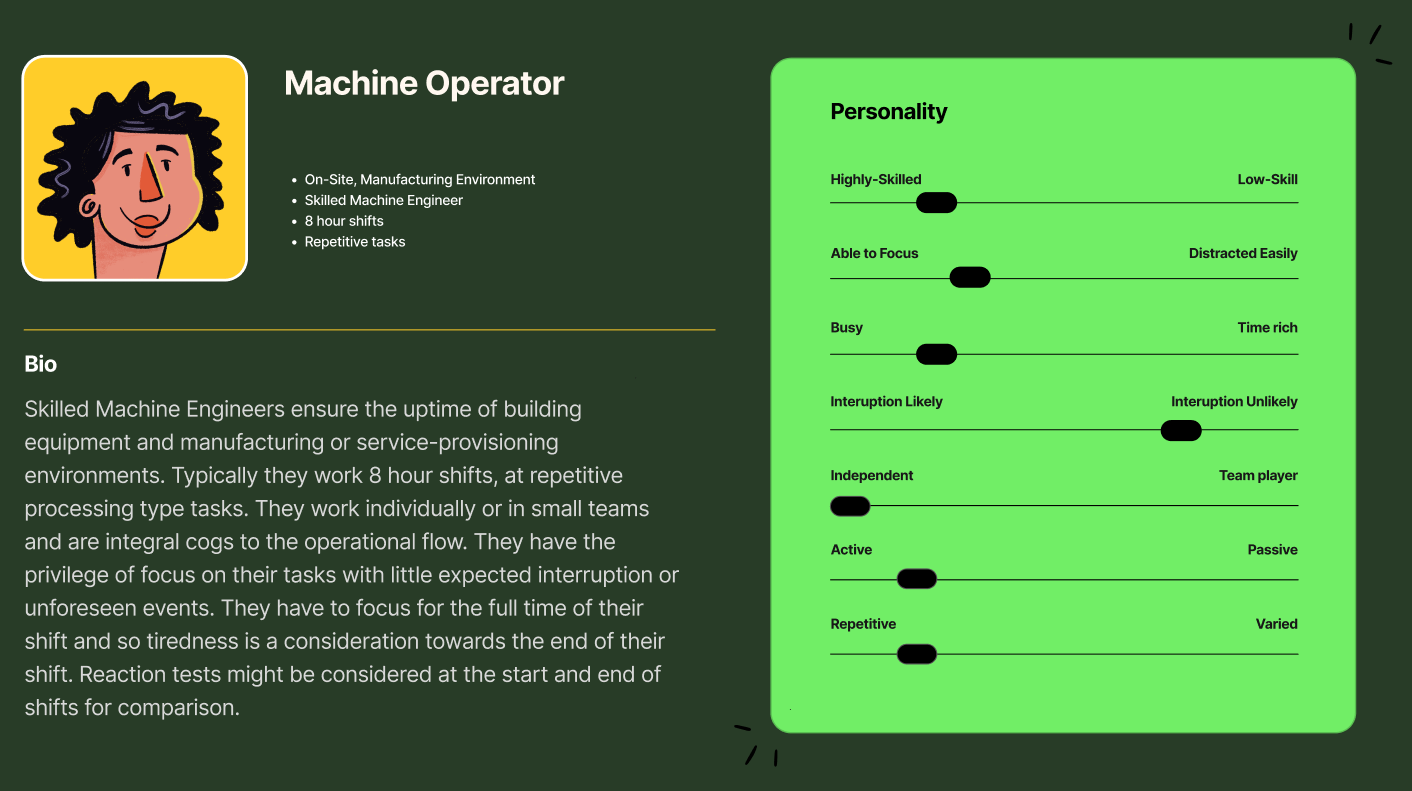 Machine Operator
• On-Site, Manufacturing Environment
• Skilled Machine Engineer
• 8 hour shifts
• Repetitive tasks
Bio
Skilled Machine Engineers ensure the uptime of building
equipment and manufacturing or service-provisioning
environments. Typically they work 8 hour shifts, at repetitive
processing type tasks. They work individually or in small teams
and are integral cogs to the operational flow. They have the
privilege of focus on their tasks with little expected interruption or
unforeseen events. They have to focus for the full time of their
shift and so tiredness is a consideration towards the end of their
shift. Reaction tests might be considered at the start and end of
shifts for comparison.
Personality
Highly-Skilled Low-Skill
Able to Focus Distracted Easily
Busy Time rich
Interuption Likely Interuption Unlikely
Independent Team player
Active Passive
Repetitive Varied